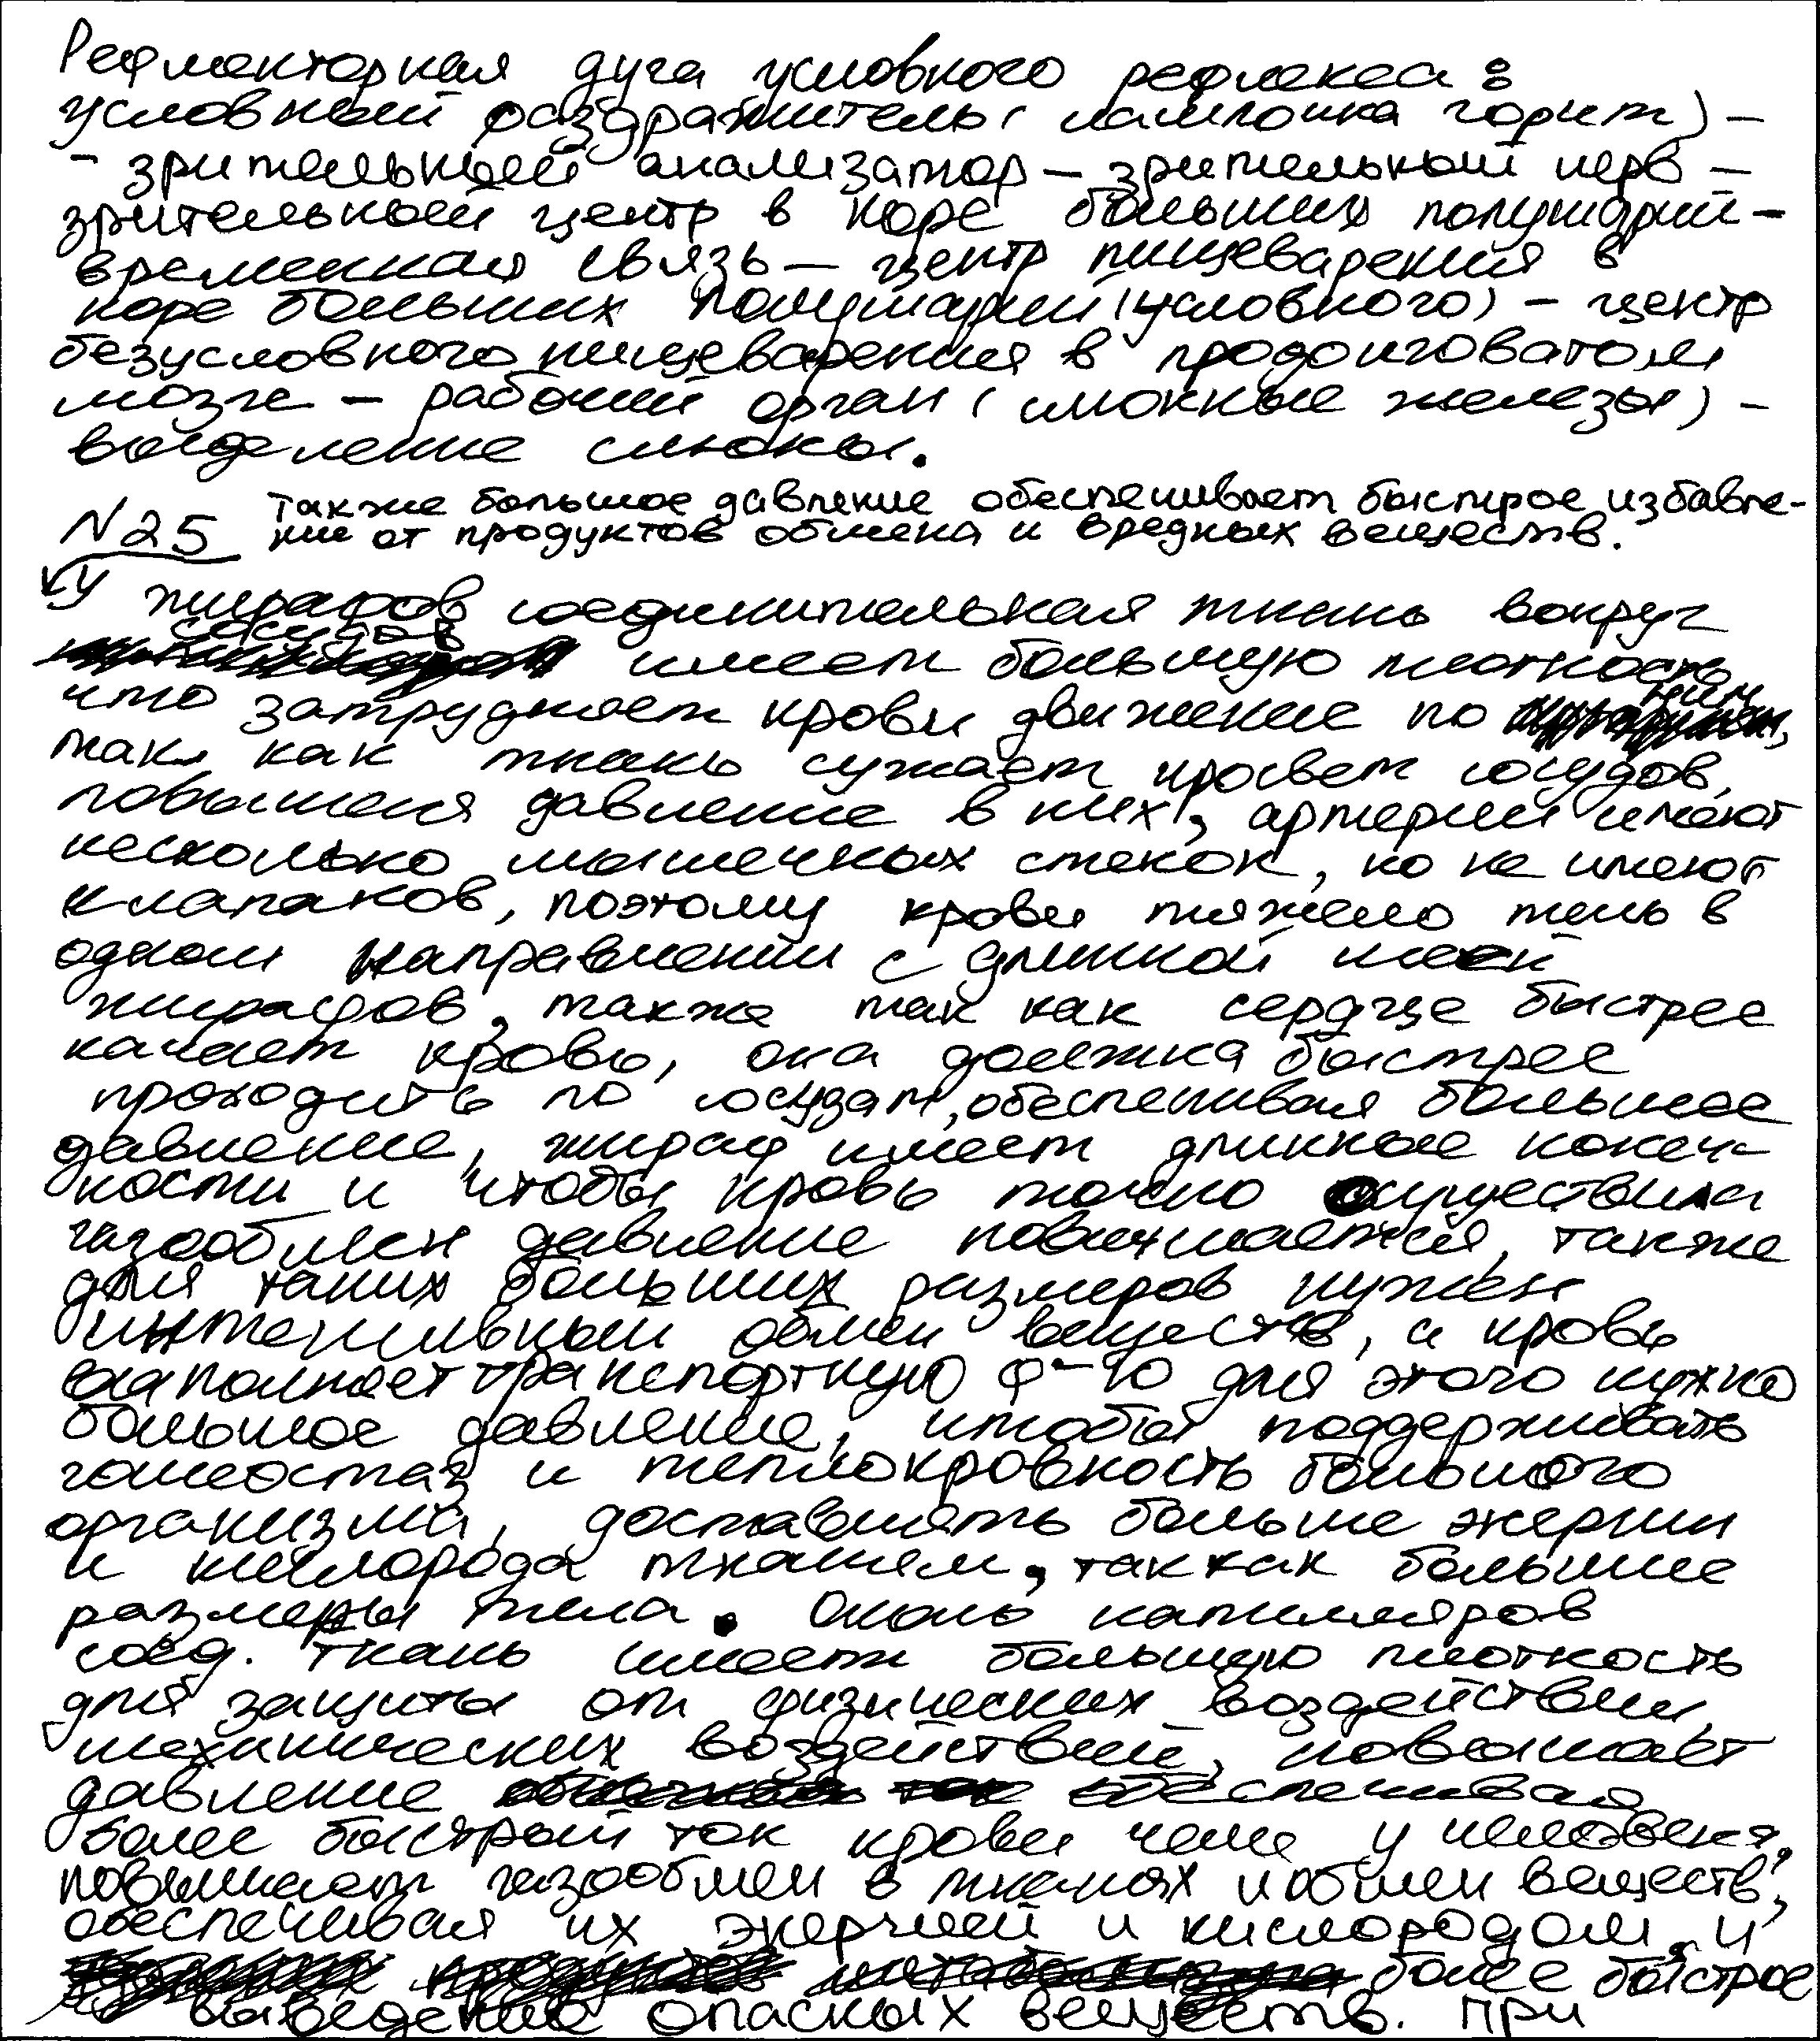 Рефлекторная дуга условного рефлекса:
условный раздражитель (лампочка горит) –
– зрительный анализатор – зрительный нерв –
зрительный центр в коре больших полушарий –
временная связь – центр пищеварения в
коре больших полушарий (условного) – центр
безусловного пищеварения в продолговатом
мозге – рабочий орган (слюнные железы) –
выделение слюны.
также большое давление обеспечивает быстрое избавле-
N25 ние от продуктов обмена и вредных веществ.
У жирафов соединительная ткань вокруг
сосудов имеет большую плотность
что затрудняет крови движение по ним,
так как ткань сужает просвет сосудов,
повышая давление в них, артерии имеют
несколько мышечных стенок, но не имеют
клапанов, поэтому крови тяжело течь в
одном направлении с длинной шеей
жирафов, также так как сердце быстрее
качает кровь, она должна быстрее
проходить по сосудам, обеспечивая большое
давление, жираф имеет длинные конеч-
ности и чтобы кровь точно осуществила
газообмен давление повышается, также
для таких больших размеров нужен
интенсивный обмен веществ, а кровь
выполняет транспортную ф-ю для этого нужно
большое давление, чтобы поддерживать
гомеостаз и теплокровность большого
организма, доставлять больше энергии
и кислорода тканям, так как большие
размеры тела. Около капилляров
соед. ткань имеет большую плотность
для защиты от физических воздействий,
механических воздействий, повышает
давление обеспечивая
более быстрый ток крови чем у человека,
повышает газообмен в тканях и обмен веществ,
обеспечивая их энергией и кислородом и
более быстрое
выведение опасных веществ. При